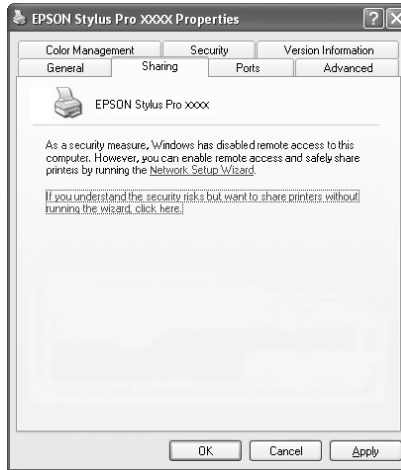 EPSON Stylus Pro XXXX Properties
Color Management Security Version Information
General Sharing Ports Advanced
EPSON Stylus Pro xxxx
As a security measure, Windows has disabled remote access to this
computer. However, you can enable remote access and safely share
printers by running the Network Setup Wizard.
If you understand the security risks but want to share printers without
running the wizard, click here.
OK Cancel Apply